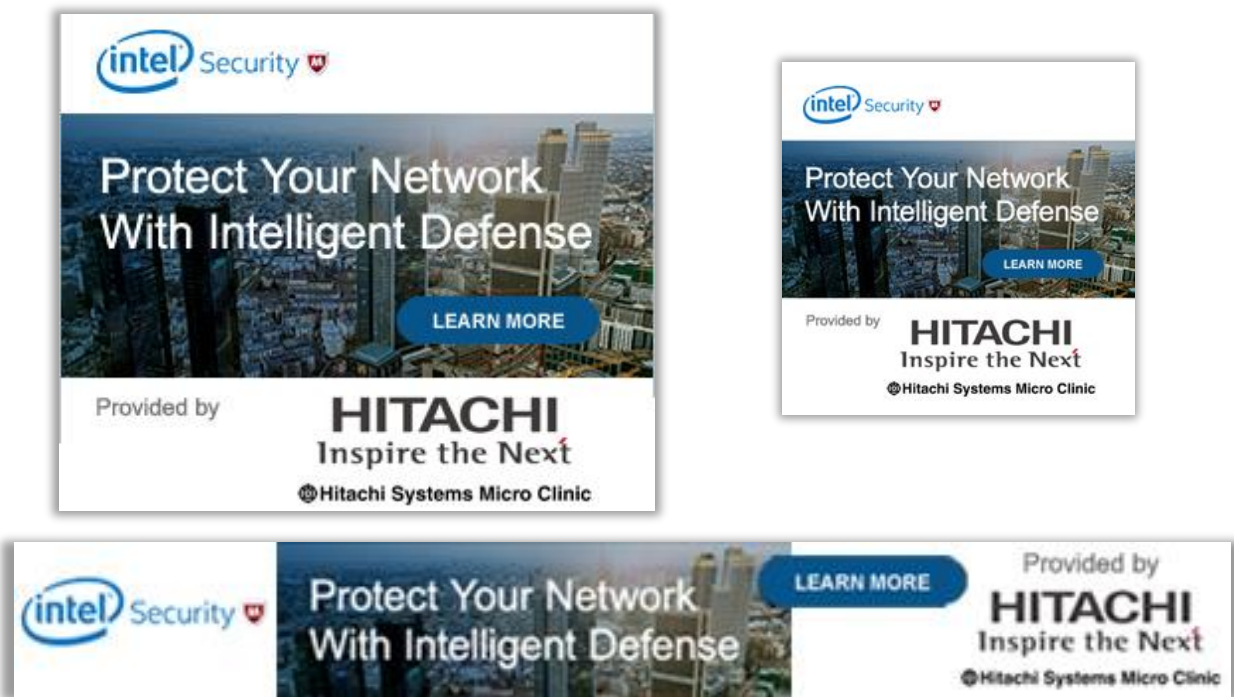 intel Security
Protect Your Network
With Intelligent Defense
LEARN MORE
Provided by
HITACHI
Inspire the Next
Hitachi Systems Micro Clinic
intel Security
Protect Your Network
With Intelligent Defense
LEARN MORE
Provided by
HITACHI
Inspire the Next
Hitachi Systems Micro Clinic
intel Security
Protect Your Network
With Intelligent Defense
LEARN MORE
Provided by
HITACHI
Inspire the Next
Hitachi Systems Micro Clinic